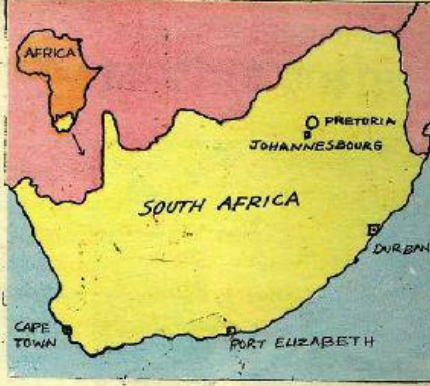 AFRICA
PRETORIA
JOHANNESBOURG
SOUTH AFRICA
DURBAN
CAPE
TOWN
PORT ELIZABETH